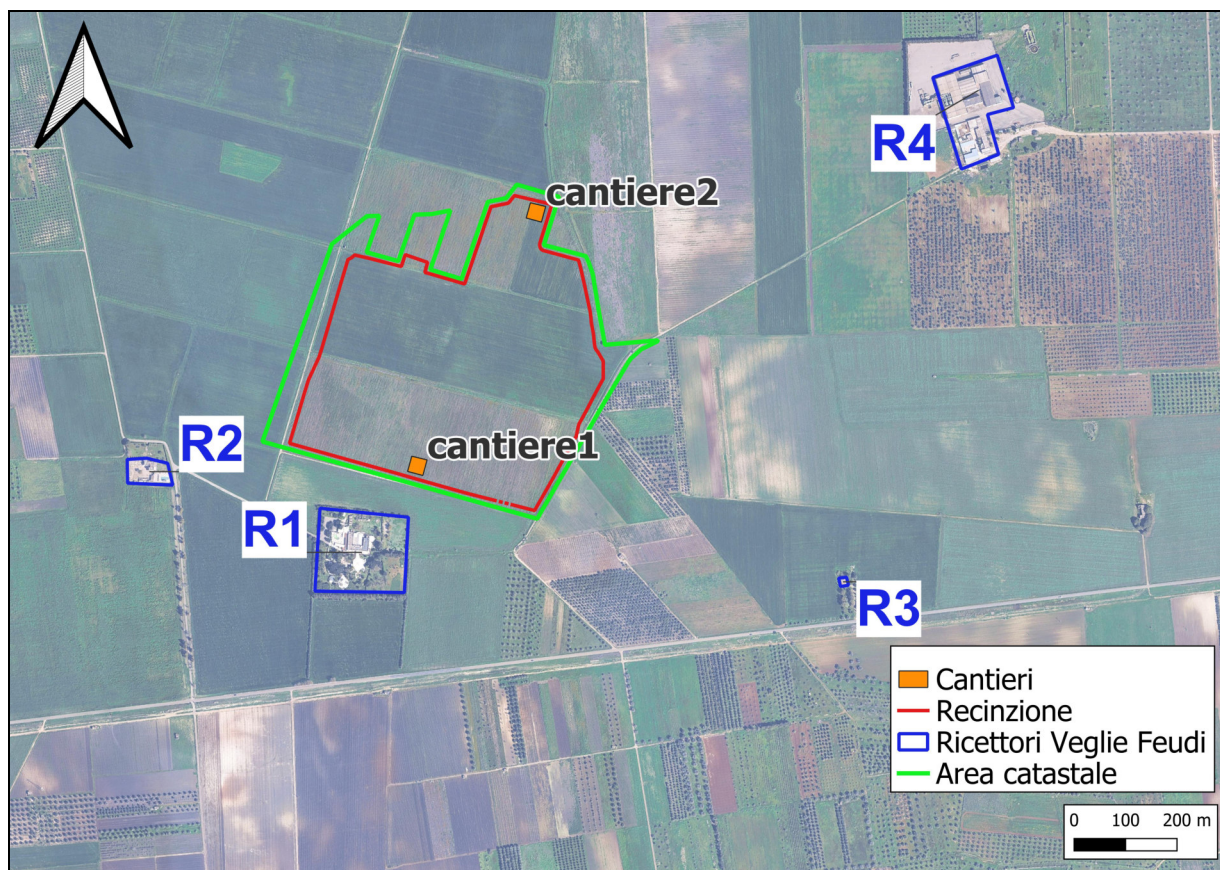 R4
cantiere2
R2
cantiere1
R1
R3
Cantieri
Recinzione
Ricettori Veglie Feudi
Area catastale
0 100 200 m